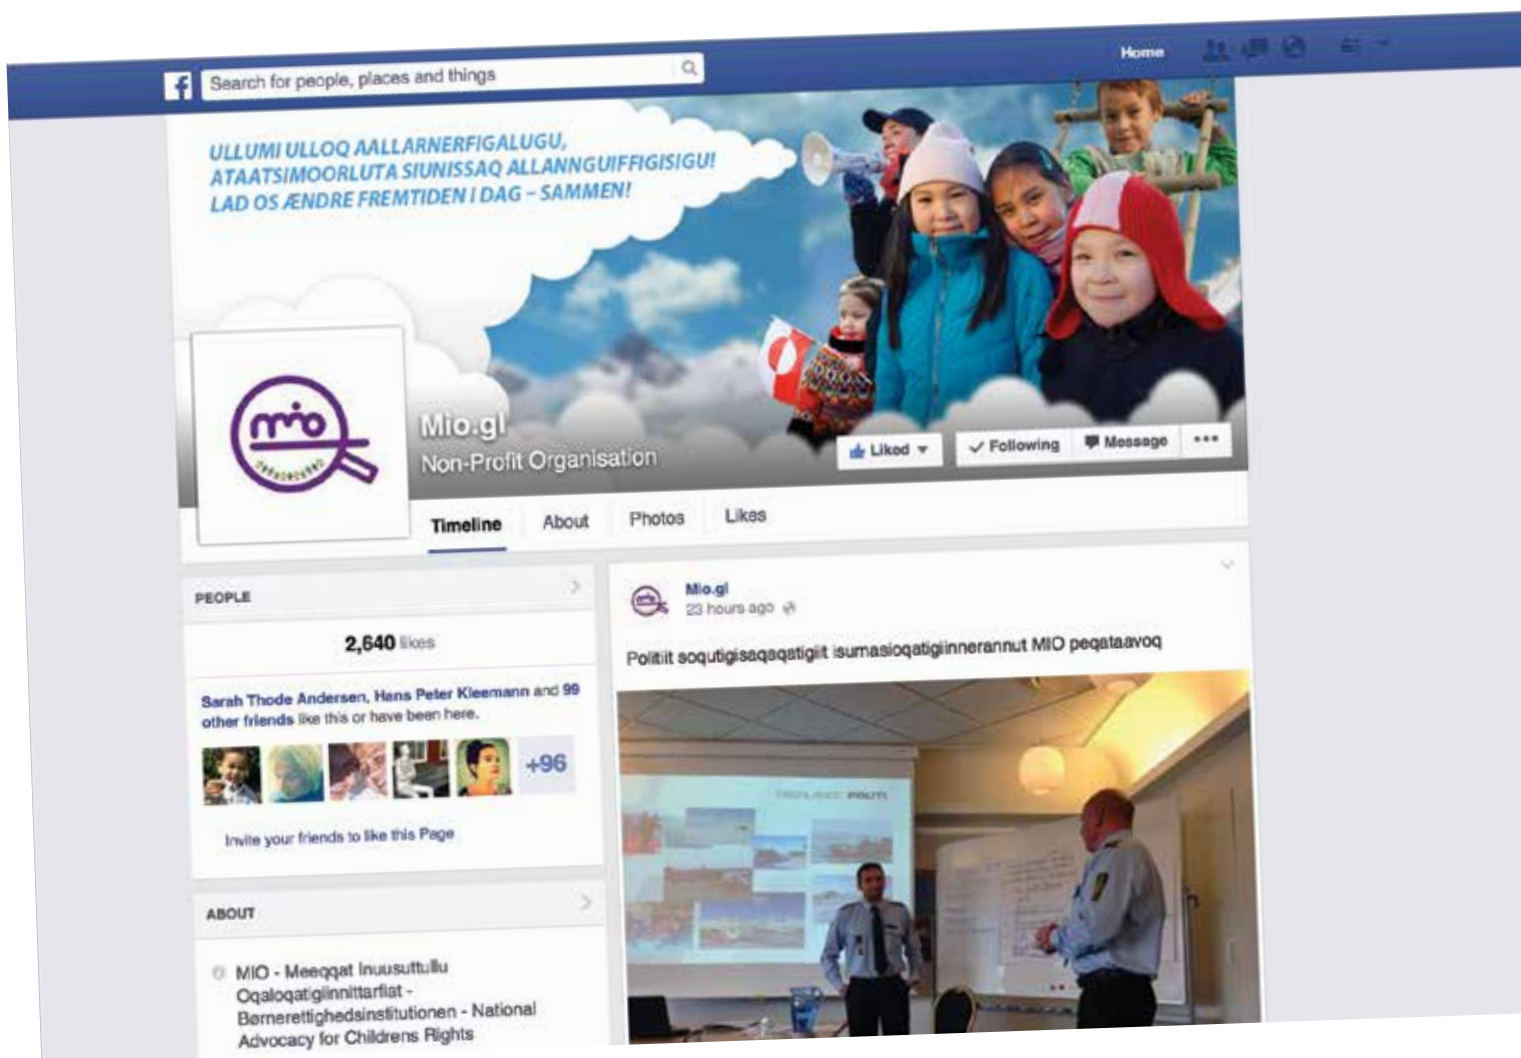 Search for people, places and things
Home
ULLUMI ULLOQ AALLARNERFIGALUGU,
ATAATSIMOORLUTA SIUNISSAQ ALLANNGUIFFIGISIGU!
LAD OS ÆNDRE FREMTIDEN I DAG – SAMMEN!
mio
Mio.gl
Non-Profit Organisation
Liked
Following
Message
Timeline
About
Photos
Likes
PEOPLE
2,640 likes
Sarah Thode Andersen, Hans Peter Kleemann and 99
other friends like this or have been here.
+96
Invite your friends to like this Page
ABOUT
MIO - Meeqqat Inuusuttullu
Oqaloqatigiinnittarfiat -
Børnerettighedsinstitutionen - National
Advocacy for Childrens Rights
Mio.gl
23 hours ago
Politiit soqutigisaqaqatigiit isumasioqatigiinnerannut MIO peqataavoq
POLITI